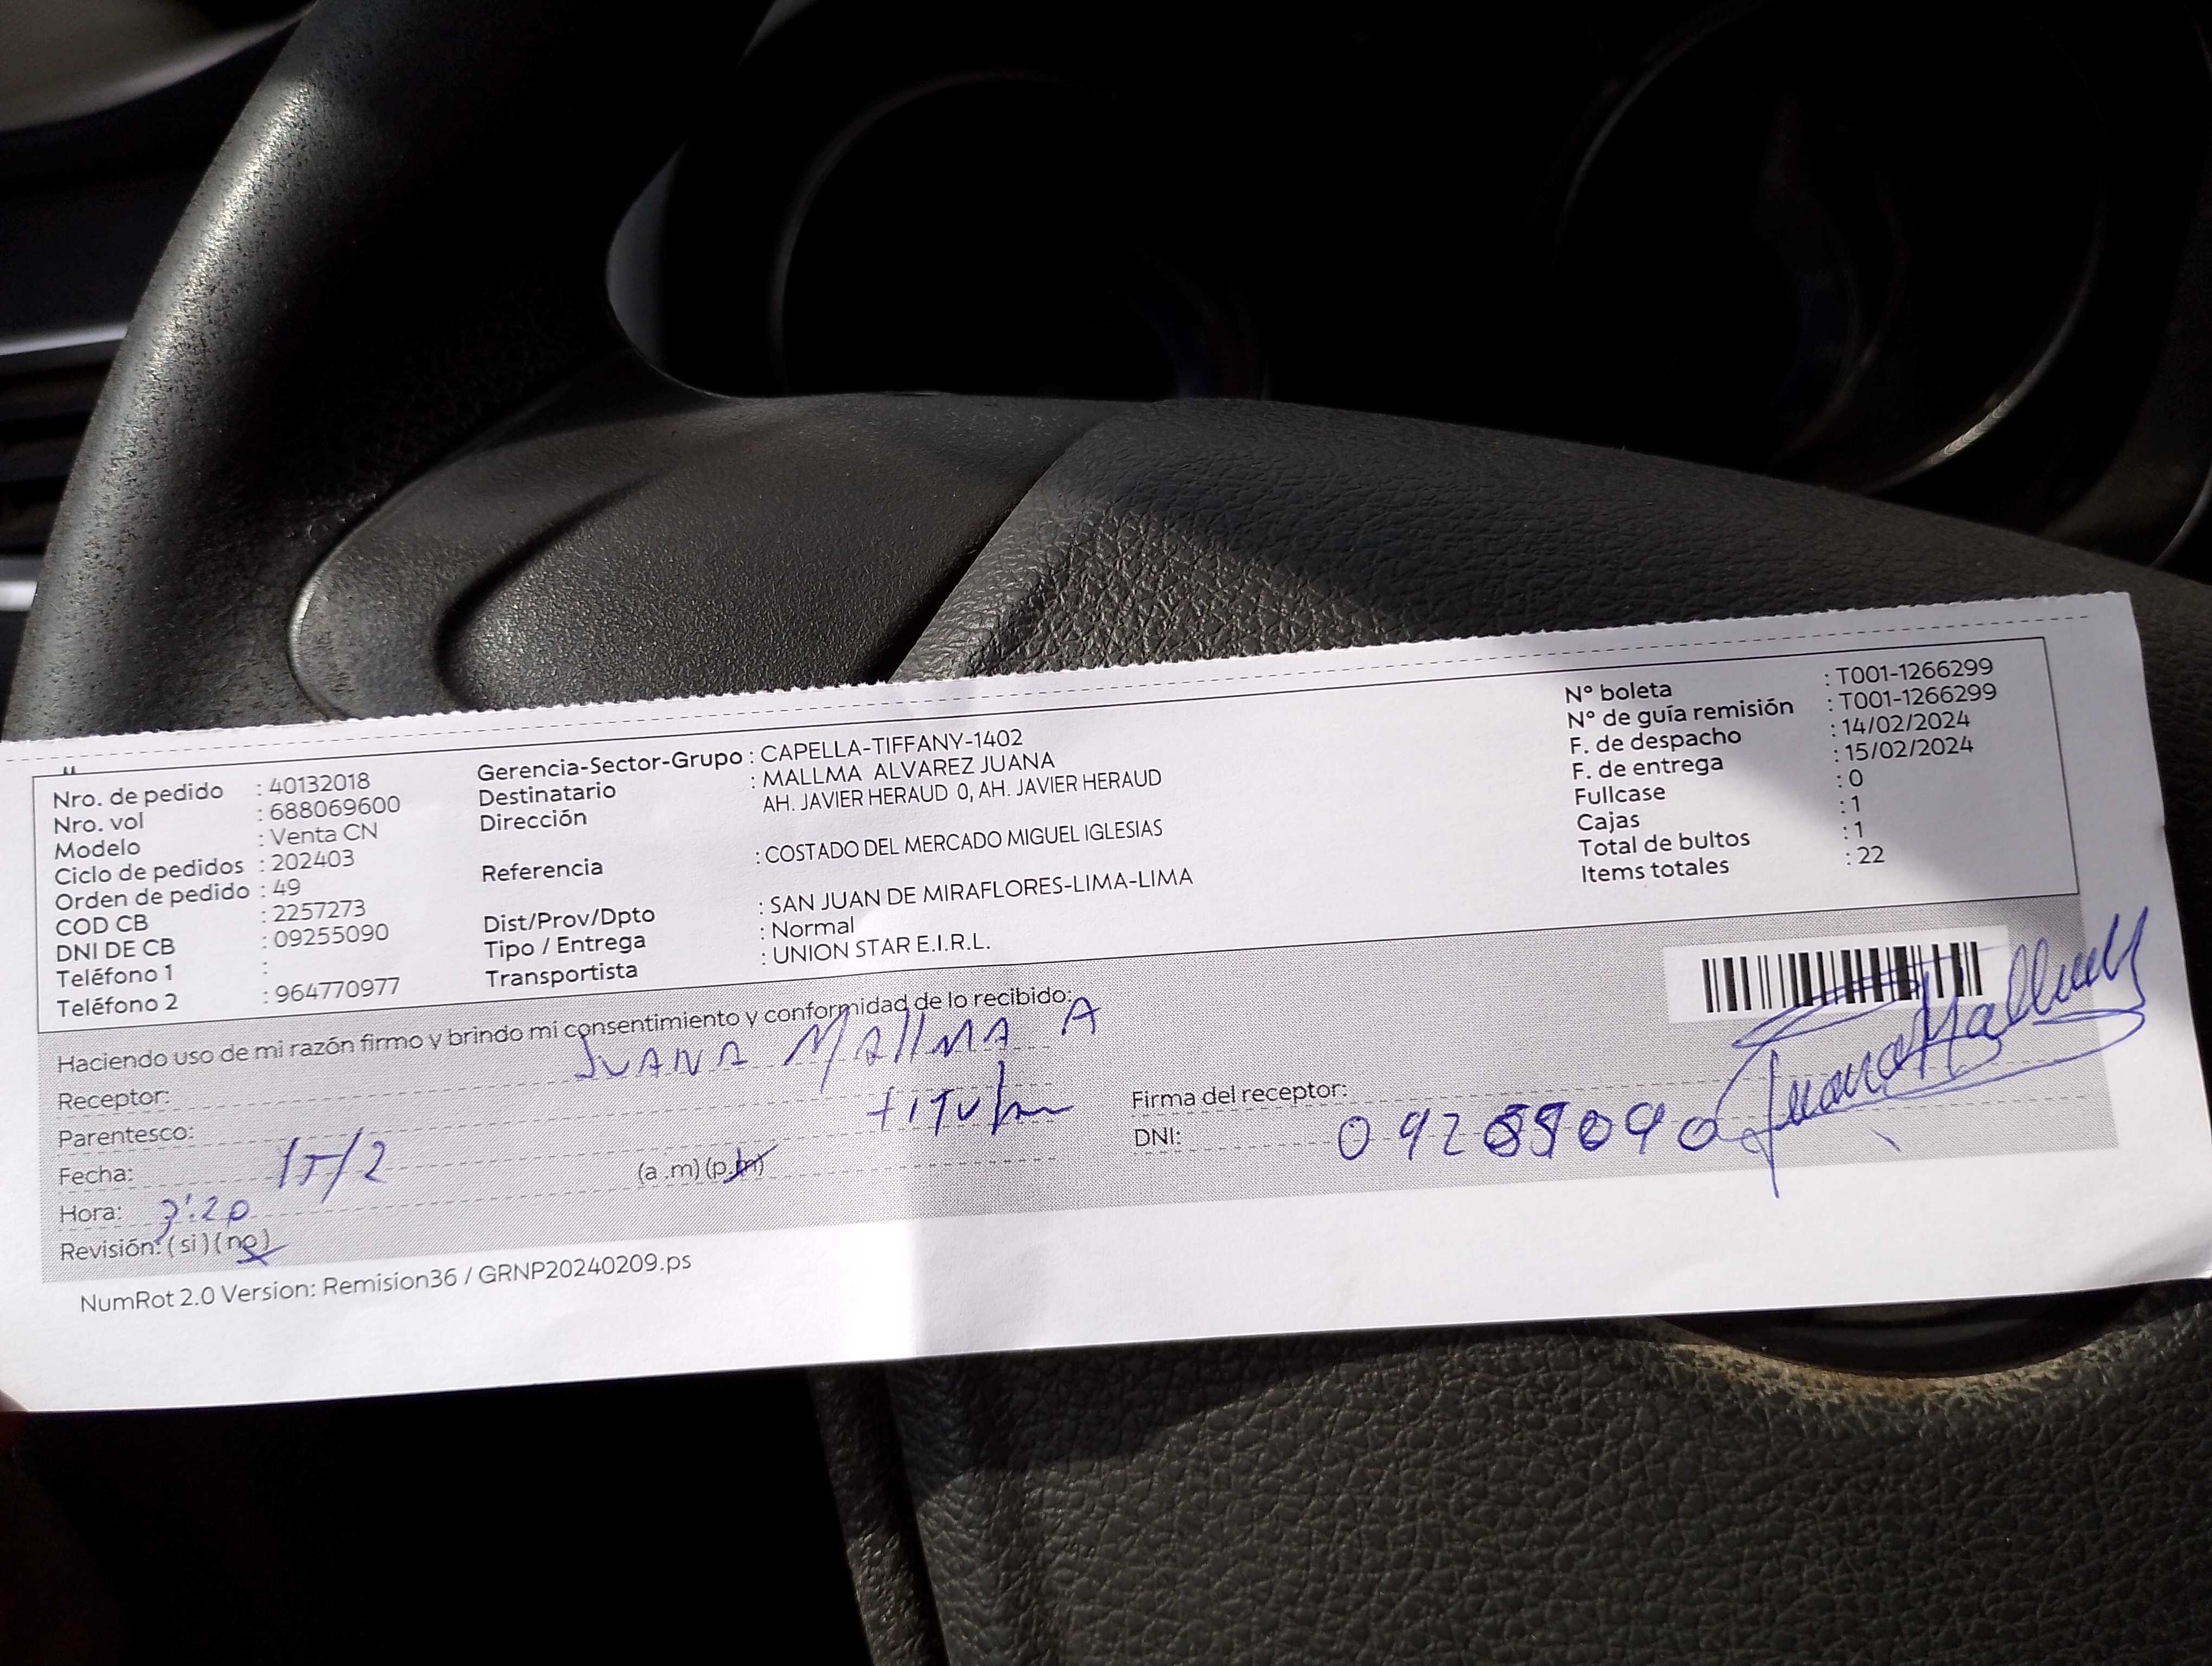 Nro. de pedido : 40132018
Nro. vol : 688069600
Modelo : Venta CN
Ciclo de pedidos : 202403
Orden de pedido : 49
COD CB : 2257273
DNI DE CB : 09255090
Teléfono 1 :
Teléfono 2 : 964770977
Gerencia-Sector-Grupo : CAPELLA-TIFFANY-1402
Destinatario : MALLMA ALVAREZ JUANA
Dirección AH. JAVIER HERAUD 0, AH. JAVIER HERAUD
Referencia : COSTADO DEL MERCADO MIGUEL IGLESIAS
Dist/Prov/Dpto : SAN JUAN DE MIRAFLORES-LIMA-LIMA
Tipo / Entrega : Normal
Transportista : UNION STAR E.I.R.L.
N° boleta : T001-1266299
N° de guía remisión : T001-1266299
F. de despacho : 14/02/2024
F. de entrega : 15/02/2024
Fullcase : 0
Cajas : 1
Total de bultos : 1
Items totales : 22
Haciendo uso de mi razón firmo y brindo mi consentimiento y conformidad de lo recibido:
Receptor: JUANA MALLMA A
Parentesco: TITULAR
Fecha: 15/2
Hora: 3:20 (a .m) (p.m)
Revisión: (si) (no)
Firma del receptor: Juana Mallma
DNI: 09255090
NumRot 2.0 Version: Remision36 / GRNP20240209.ps